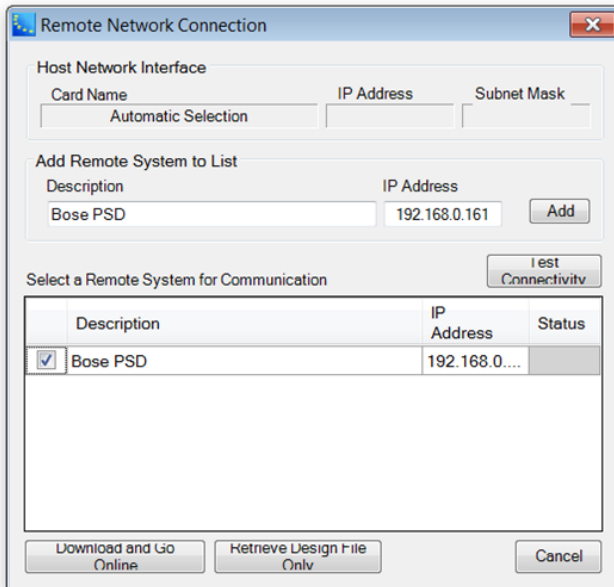 Remote Network Connection
Host Network Interface
Card Name IP Address Subnet Mask
Automatic Selection
Add Remote System to List
Description IP Address
Bose PSD 192.168.0.161 Add
Test
Connectivity
Select a Remote System for Communication
Description IP
Address Status
Bose PSD 192.168.0....
Download and Go
Online
Retrieve Design File
Only
Cancel